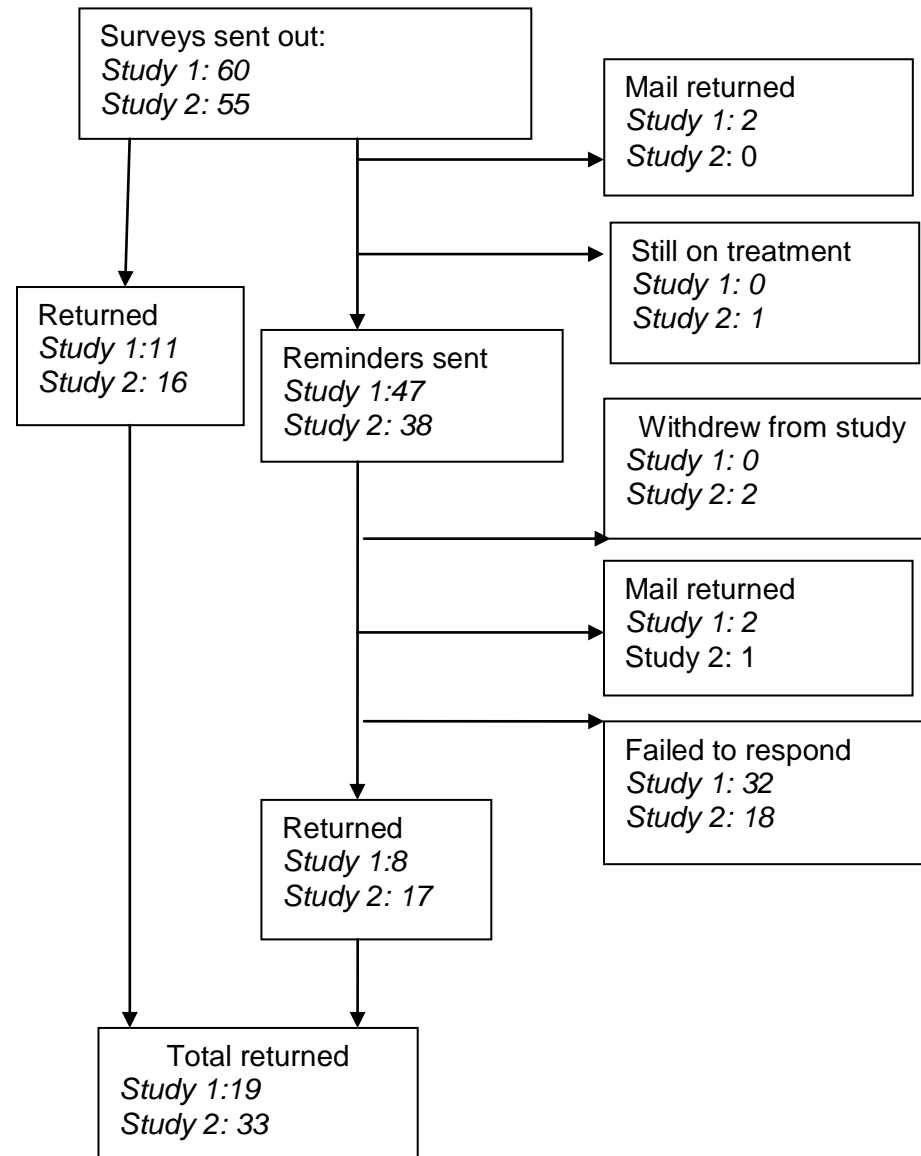 Surveys sent out:
Study 1: 60
Study 2: 55
Mail returned
Study 1: 2
Study 2: 0
Still on treatment
Study 1: 0
Study 2: 1
Returned
Study 1:11
Study 2: 16
Reminders sent
Study 1:47
Study 2: 38
Withdrew from study
Study 1: 0
Study 2: 2
Mail returned
Study 1: 2
Study 2: 1
Failed to respond
Study 1: 32
Study 2: 18
Returned
Study 1:8
Study 2: 17
Total returned
Study 1:19
Study 2: 33